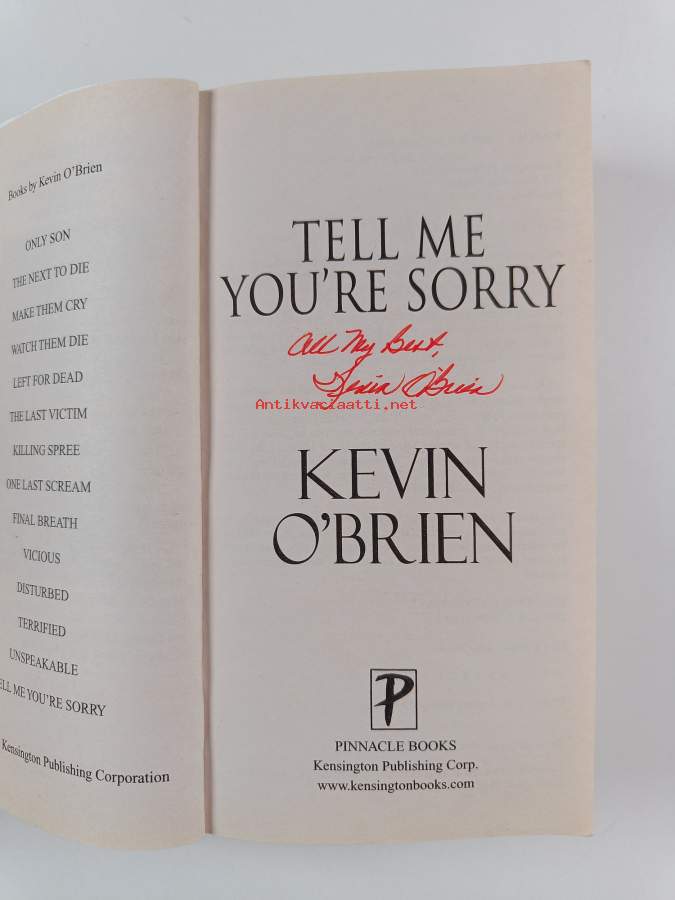 Books by Kevin O'Brien
ONLY SON
THE NEXT TO DIE
MAKE THEM CRY
WATCH THEM DIE
LEFT FOR DEAD
THE LAST VICTIM
KILLING SPREE
ONE LAST SCREAM
FINAL BREATH
VICIOUS
DISTURBED
TERRIFIED
UNSPEAKABLE
ELL ME YOU'RE SORRY
Kensington Publishing Corporation
TELL ME
YOU'RE SORRY
All My Best,
Kevin O'Brien
Antikvariaatti.net
KEVIN
O'BRIEN
P
PINNACLE BOOKS
Kensington Publishing Corp.
www.kensingtonbooks.com